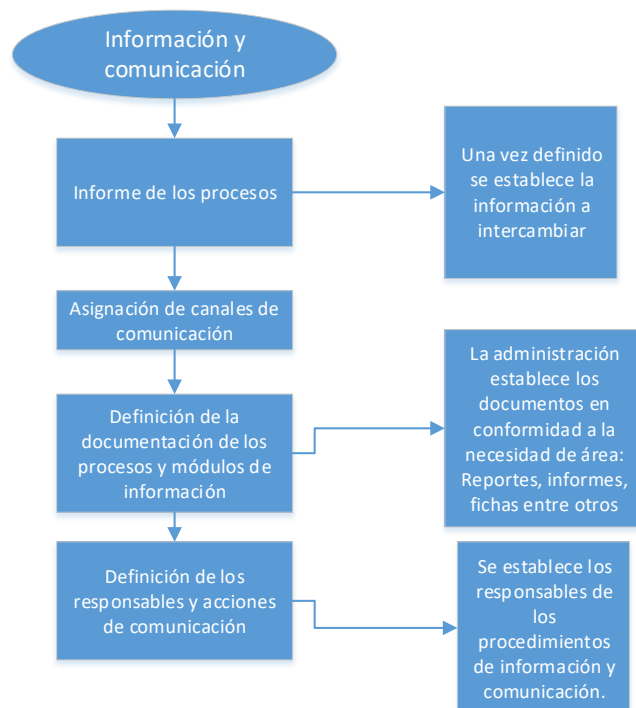 Información y
comunicación
Informe de los procesos
Una vez definido
se establece la
información a
intercambiar
Asignación de canales de
comunicación
Definición de la
documentación de los
procesos y módulos de
información
La administración
establece los
documentos en
conformidad a la
necesidad de área:
Reportes, informes,
fichas entre otros
Definición de los
responsables y acciones
de comunicación
Se establece los
responsables de
los
procedimientos
de información y
comunicación.